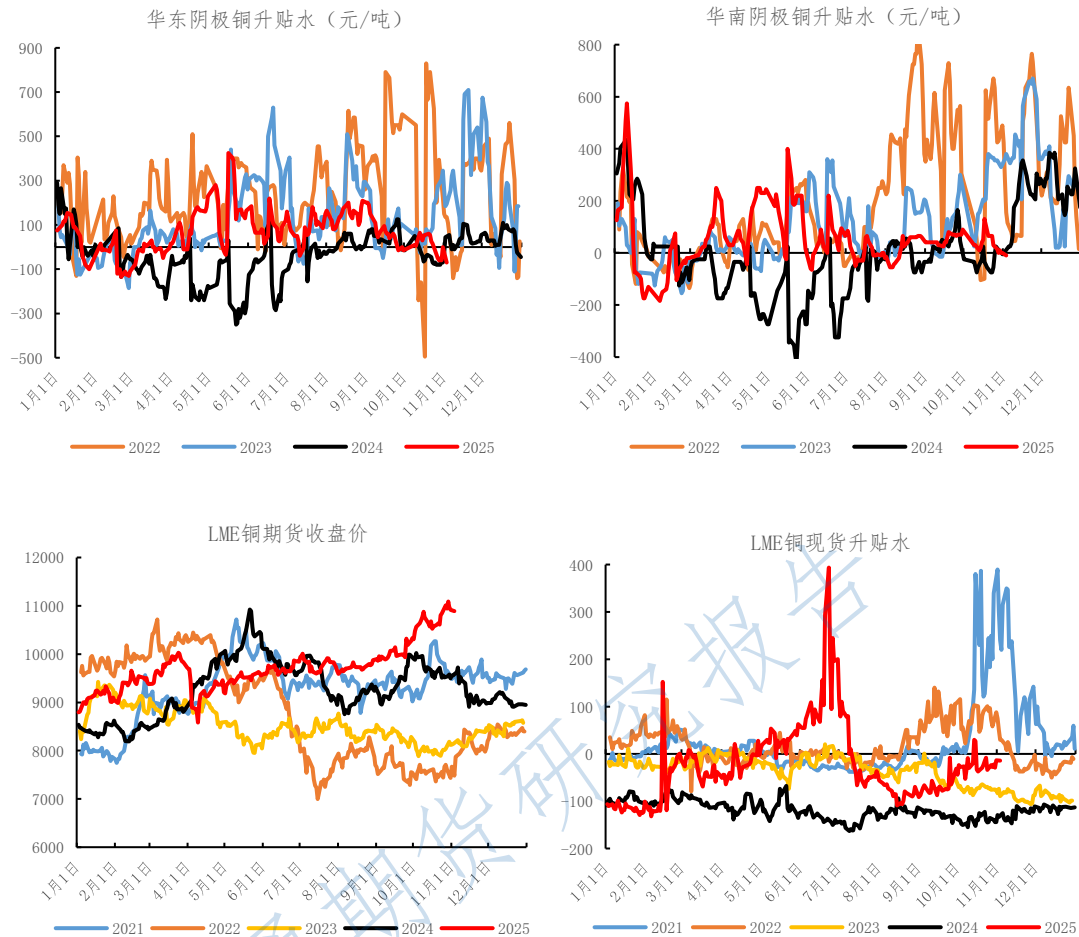 华东阴极铜升贴水（元/吨）
900
700
500
300
100
-100
-300
-500
1月1日
2月1日
3月1日
4月1日
5月1日
6月1日
7月1日
8月1日
9月1日
10月1日
11月1日
12月1日
2022
2023
2024
2025
华南阴极铜升贴水（元/吨）
800
600
400
200
0
-200
-400
1月1日
2月1日
3月1日
4月1日
5月1日
6月1日
7月1日
8月1日
9月1日
10月1日
11月1日
12月1日
2022
2023
2024
2025
LME铜期货收盘价
12000
11000
10000
9000
8000
7000
6000
1月1日
2月1日
3月1日
4月1日
5月1日
6月1日
7月1日
8月1日
9月1日
10月1日
11月1日
12月1日
2021
2022
2023
2024
2025
LME铜现货升贴水
400
300
200
100
0
-100
-200
1月1日
2月1日
3月1日
4月1日
5月1日
6月1日
7月1日
8月1日
9月1日
10月1日
11月1日
12月1日
2021
2022
2023
2024
2025
期货研究报告